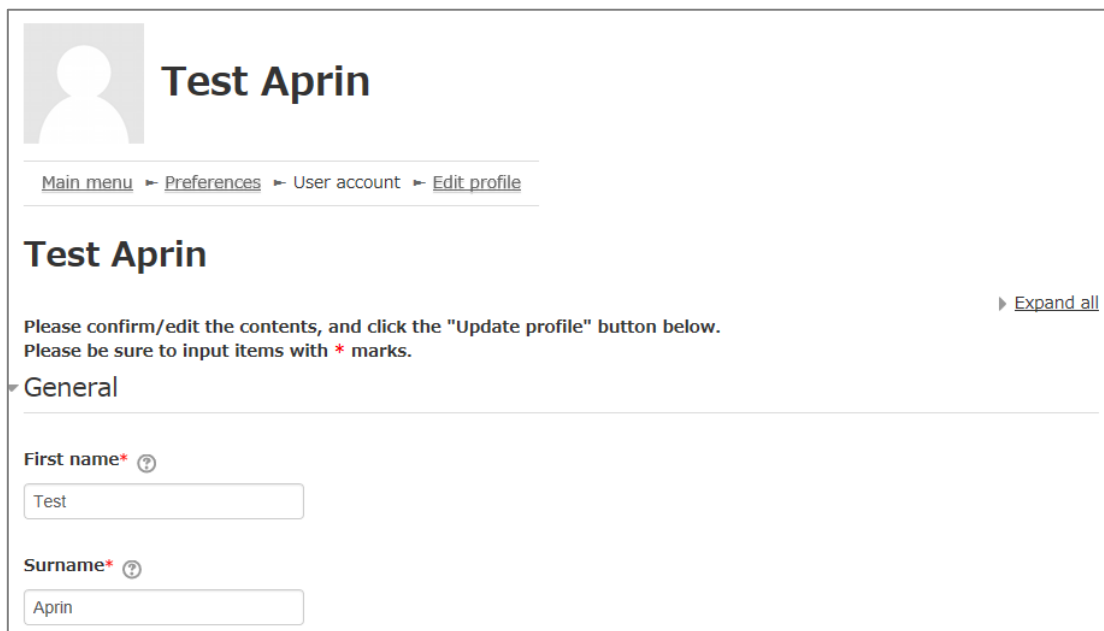 Test Aprin
Main menu ► Preferences ► User account ► Edit profile
Test Aprin
Expand all
Please confirm/edit the contents, and click the "Update profile" button below.
Please be sure to input items with * marks.
General
First name*
Test
Surname*
Aprin